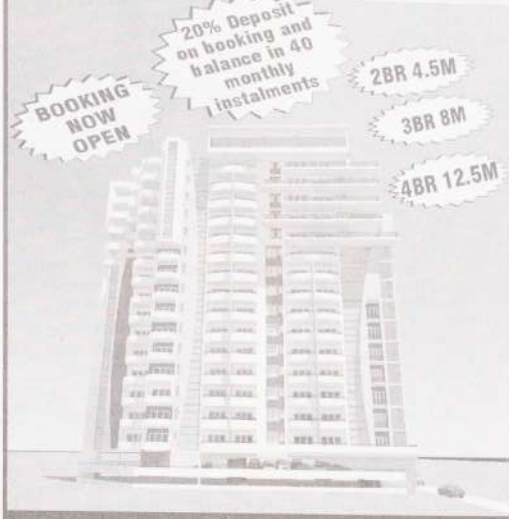 20% Deposit
on booking and
balance in 40
monthly
instalments
BOOKING
NOW
OPEN
2BR 4.5M
3BR 8M
4BR 12.5M